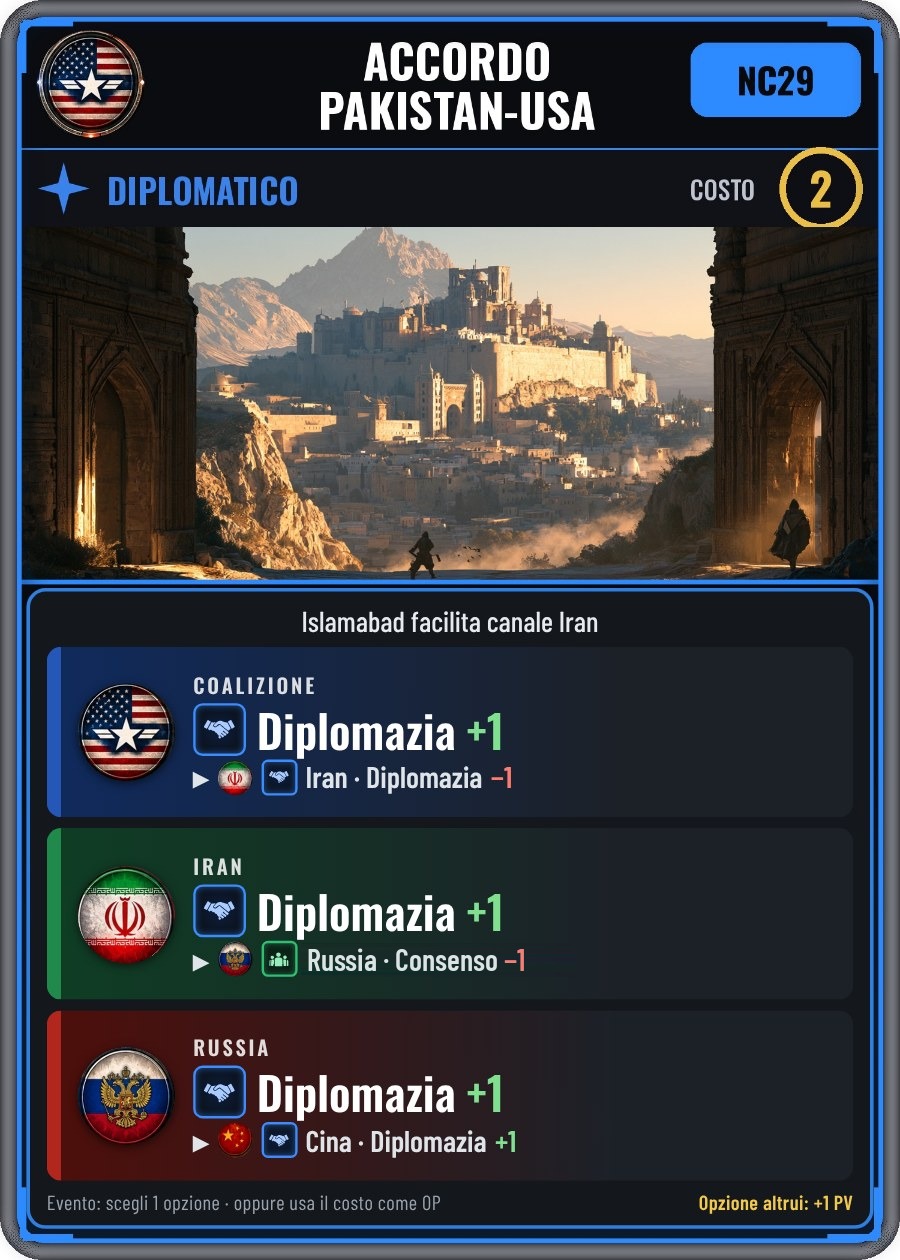 ACCORDO
PAKISTAN-USA
NC29
DIPLOMATICO
COSTO
2
Islamabad facilita canale Iran
COALIZIONE
Diplomazia +1
▶ Iran · Diplomazia −1
IRAN
Diplomazia +1
▶ Russia · Consenso −1
RUSSIA
Diplomazia +1
▶ Cina · Diplomazia +1
Evento: scegli 1 opzione · oppure usa il costo come OP
Opzione altrui: +1 PV